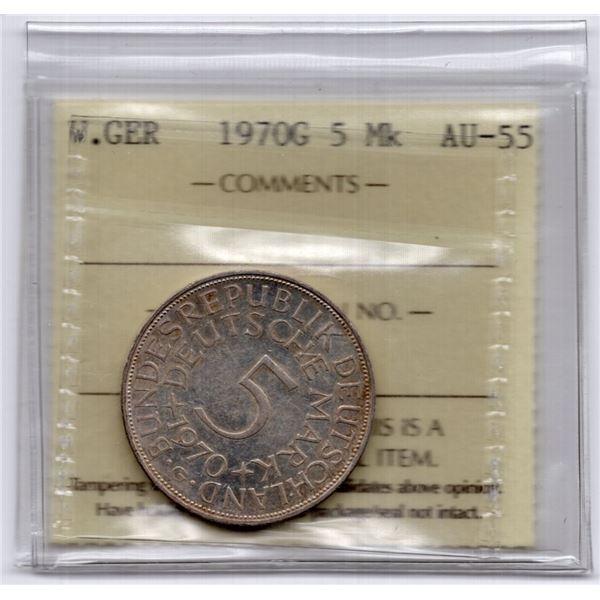 W.GER 1970G 5 Mk AU-55
— COMMENTS —
NO. —
IS A
ITEM.
Tampering above opinion.
Have seal not intact.
BUNDESREPUBLIK DEUTSCHLAND G
DEUTSCHE MARK + 1970 +
5